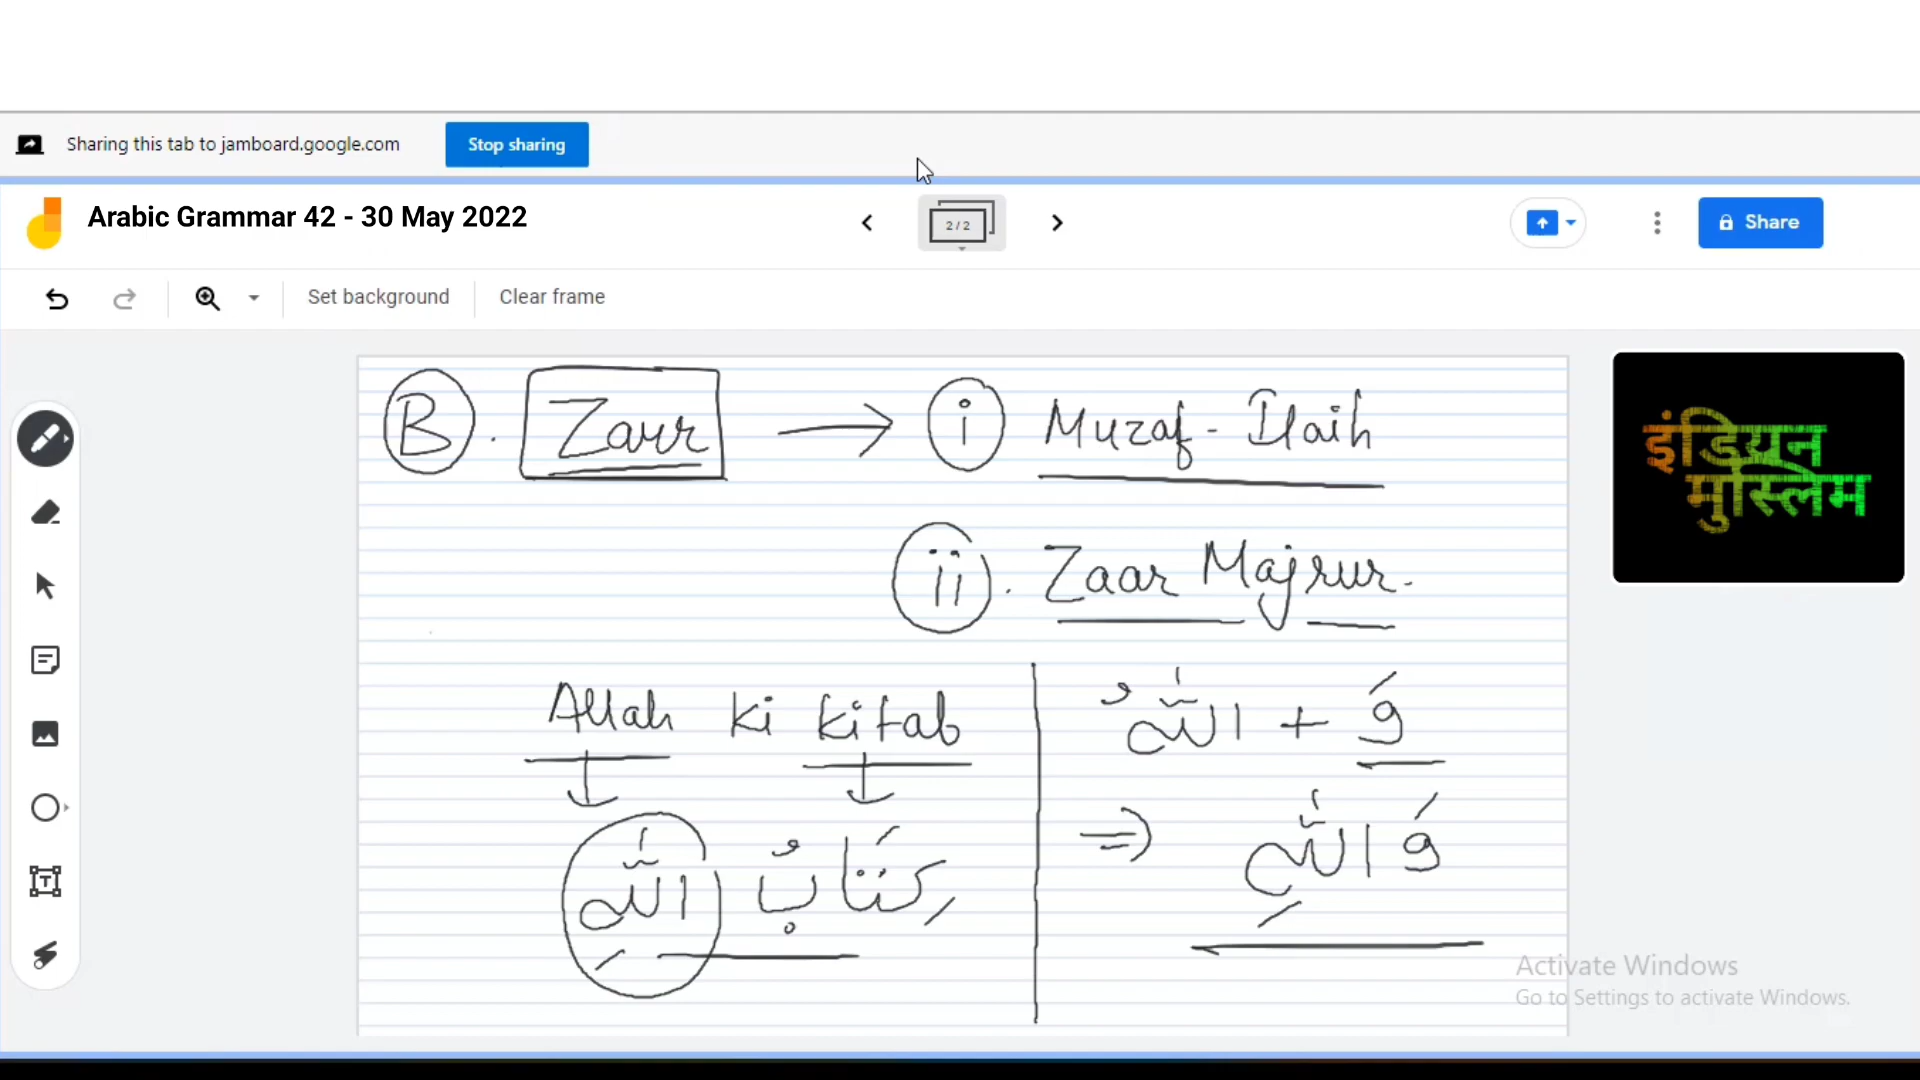 Sharing this tab to jamboard.google.com Stop sharing
Arabic Grammar 42 - 30 May 2022
2 / 2
Share
Set background Clear frame
B. Zarr → i Muzaf-Ilaih
ii. Zaar Majrur.
Allah ki kitab
وَ + اللّٰهُ
كِتَابُ اللّٰهِ
⇒ وَ اللّٰهِ
इंडियन
मुस्लिम
Activate Windows
Go to Settings to activate Windows.